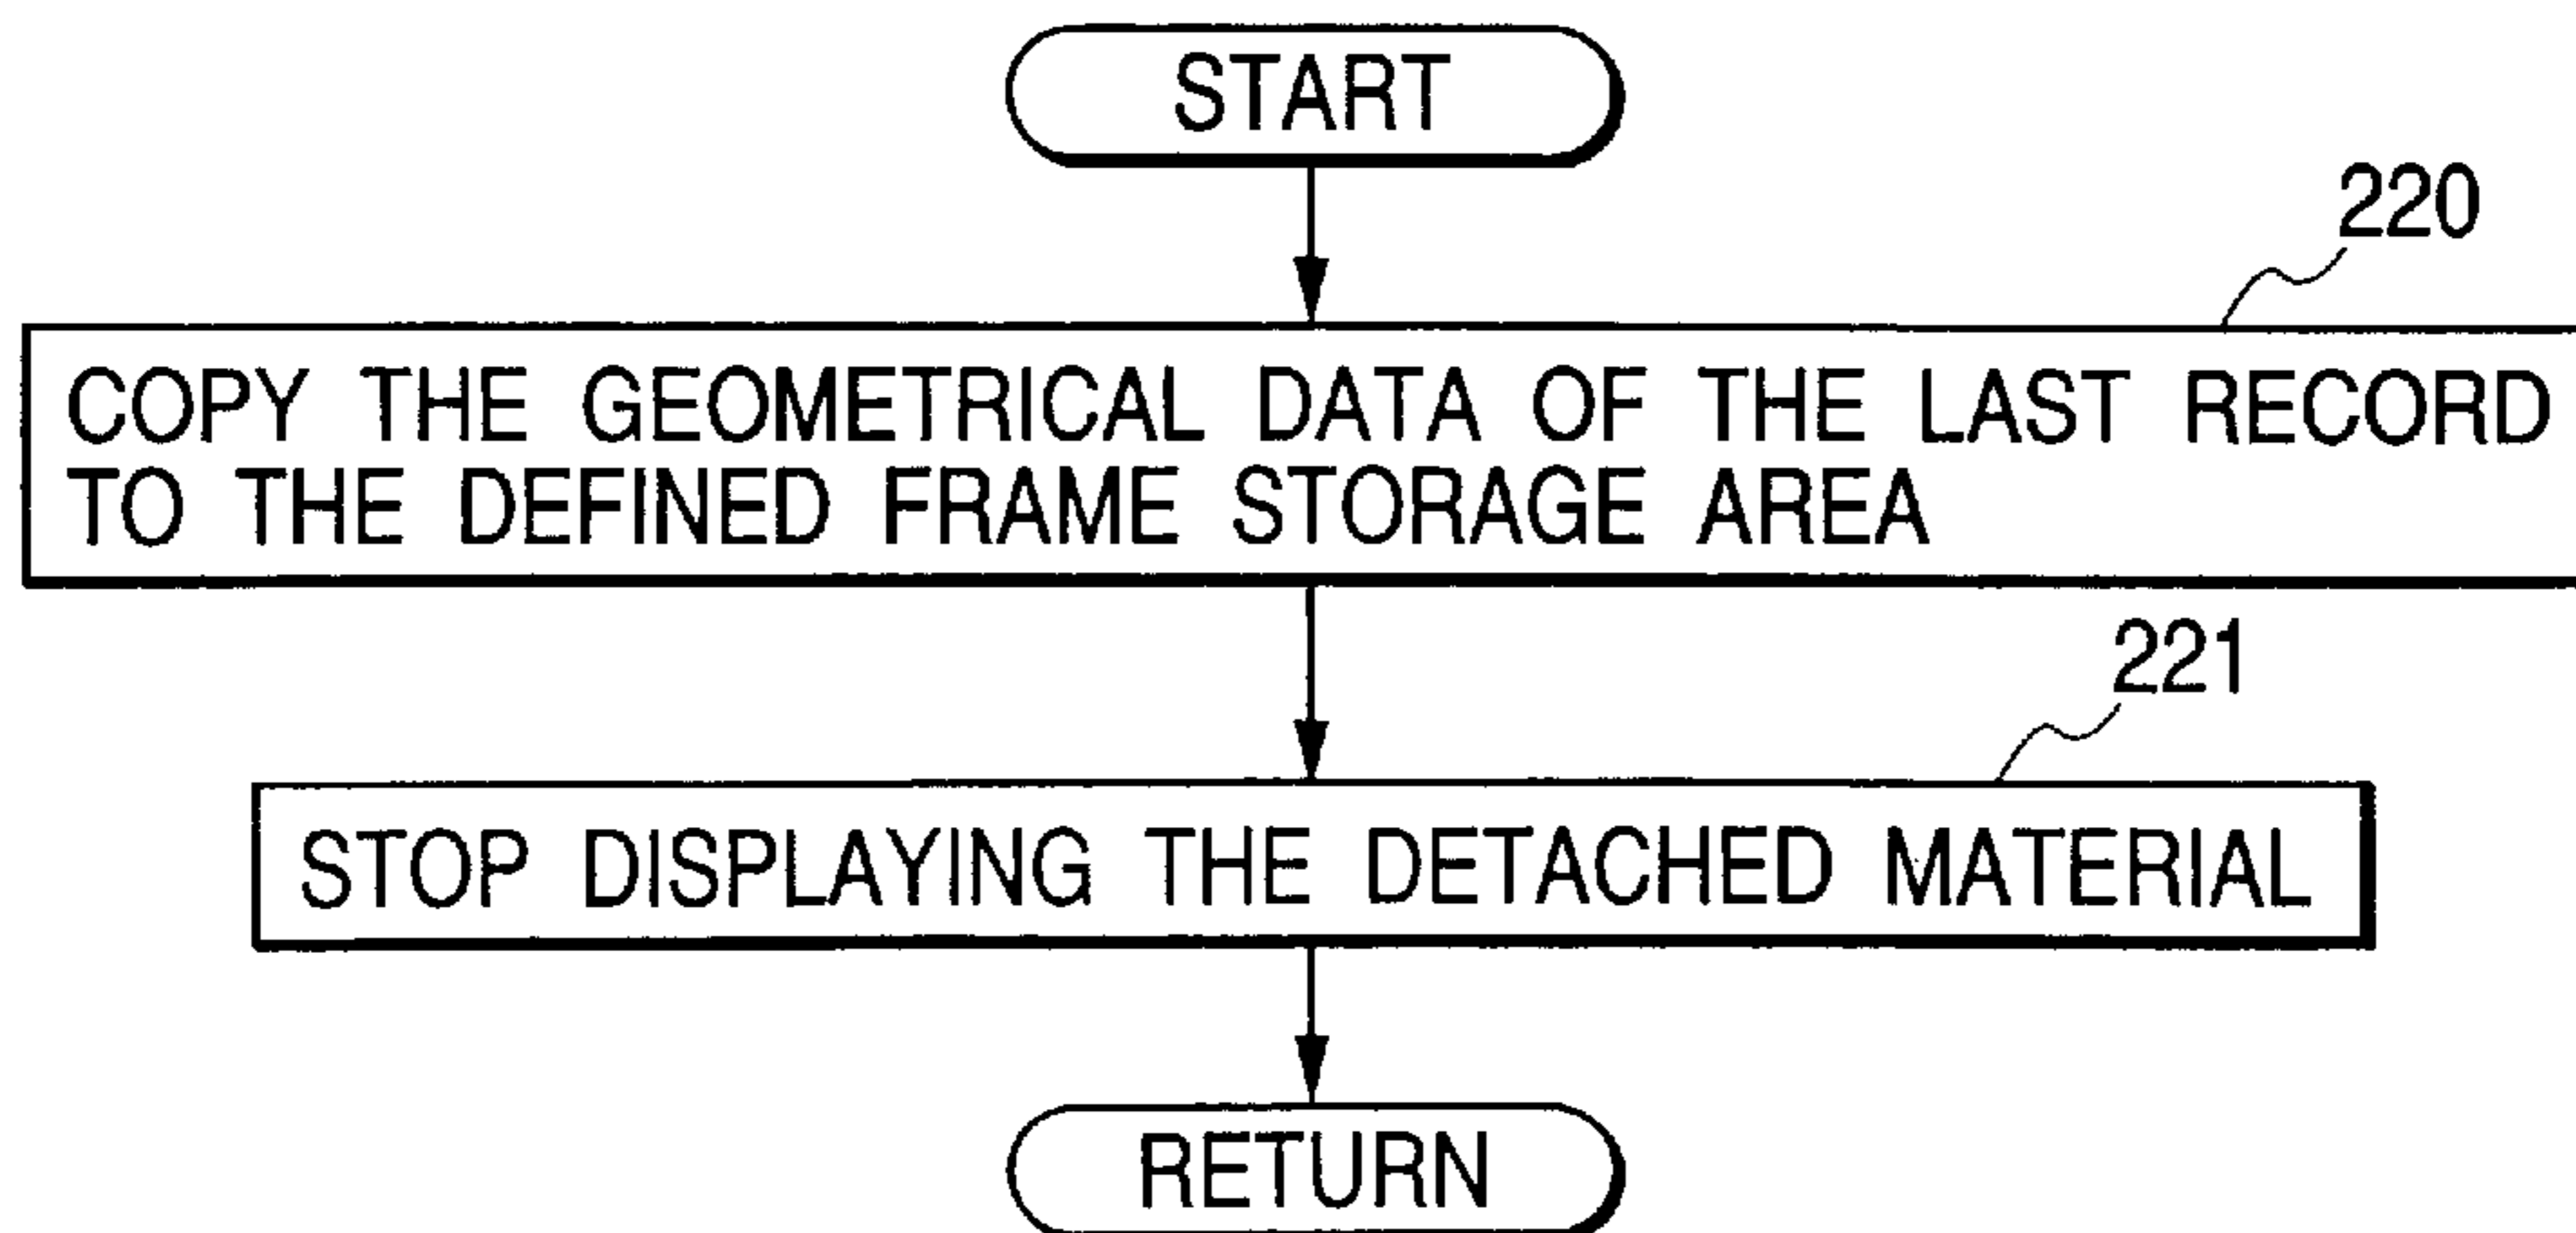 START
220
COPY THE GEOMETRICAL DATA OF THE LAST RECORD
TO THE DEFINED FRAME STORAGE AREA
221
STOP DISPLAYING THE DETACHED MATERIAL
RETURN